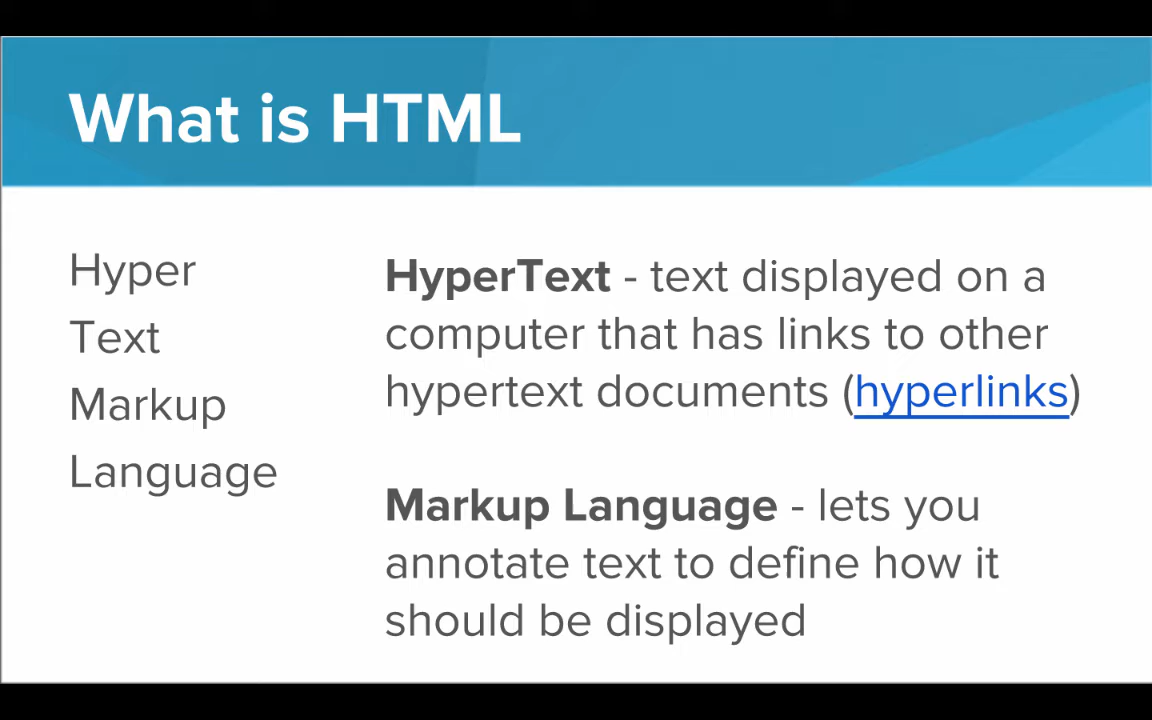 What is HTML
Hyper
Text
Markup
Language
HyperText - text displayed on a
computer that has links to other
hypertext documents (hyperlinks)
Markup Language - lets you
annotate text to define how it
should be displayed